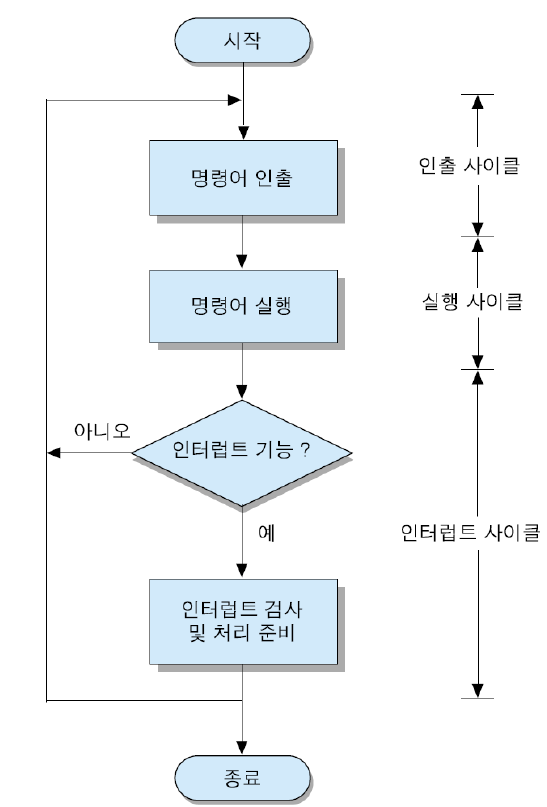 시작
인출 사이클
명령어 인출
실행 사이클
명령어 실행
아니오
인터럽트 기능 ?
예
인터럽트 사이클
인터럽트 검사
및 처리 준비
종료